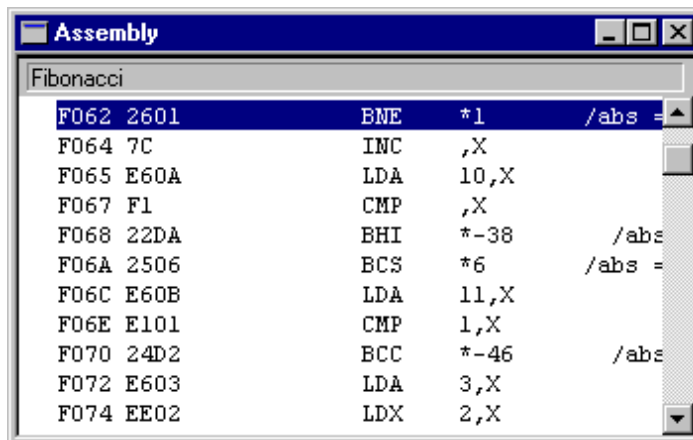 Assembly
Fibonacci
F062 2601 BNE *1 /abs =
F064 7C INC ,X
F065 E60A LDA 10,X
F067 F1 CMP ,X
F068 22DA BHI *-38 /abs
F06A 2506 BCS *6 /abs =
F06C E60B LDA 11,X
F06E E101 CMP 1,X
F070 24D2 BCC *-46 /abs
F072 E603 LDA 3,X
F074 EE02 LDX 2,X